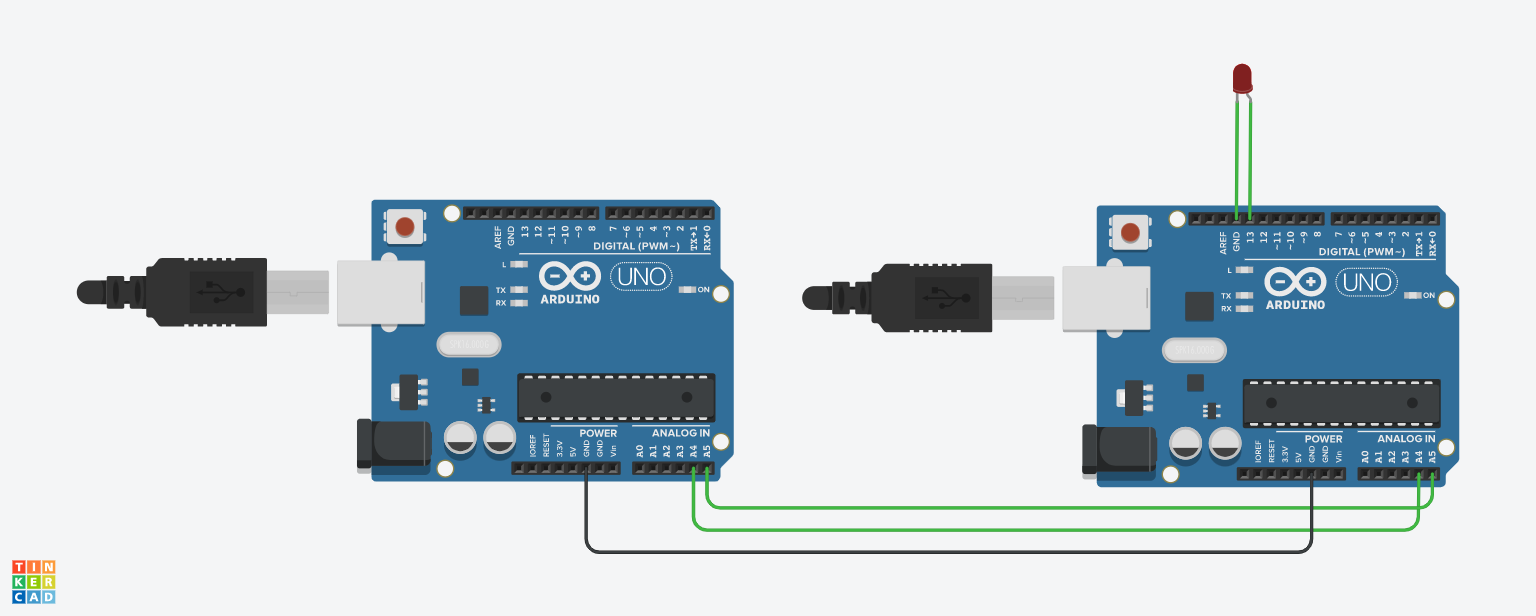 AREF
GND
13
12
~11
~10
~9
8
7
~6
~5
4
~3
2
TX→1
RX←0
DIGITAL (PWM~)
L
TX
RX
UNO
ON
ARDUINO
POWER
ANALOG IN
IOREF
RESET
3.3V
5V
GND
GND
Vin
A0
A1
A2
A3
A4
A5
AREF
GND
13
12
~11
~10
~9
8
7
~6
~5
4
~3
2
TX→1
RX←0
DIGITAL (PWM~)
L
TX
RX
UNO
ON
ARDUINO
POWER
ANALOG IN
IOREF
RESET
3.3V
5V
GND
GND
Vin
A0
A1
A2
A3
A4
A5
TIN
KER
CAD